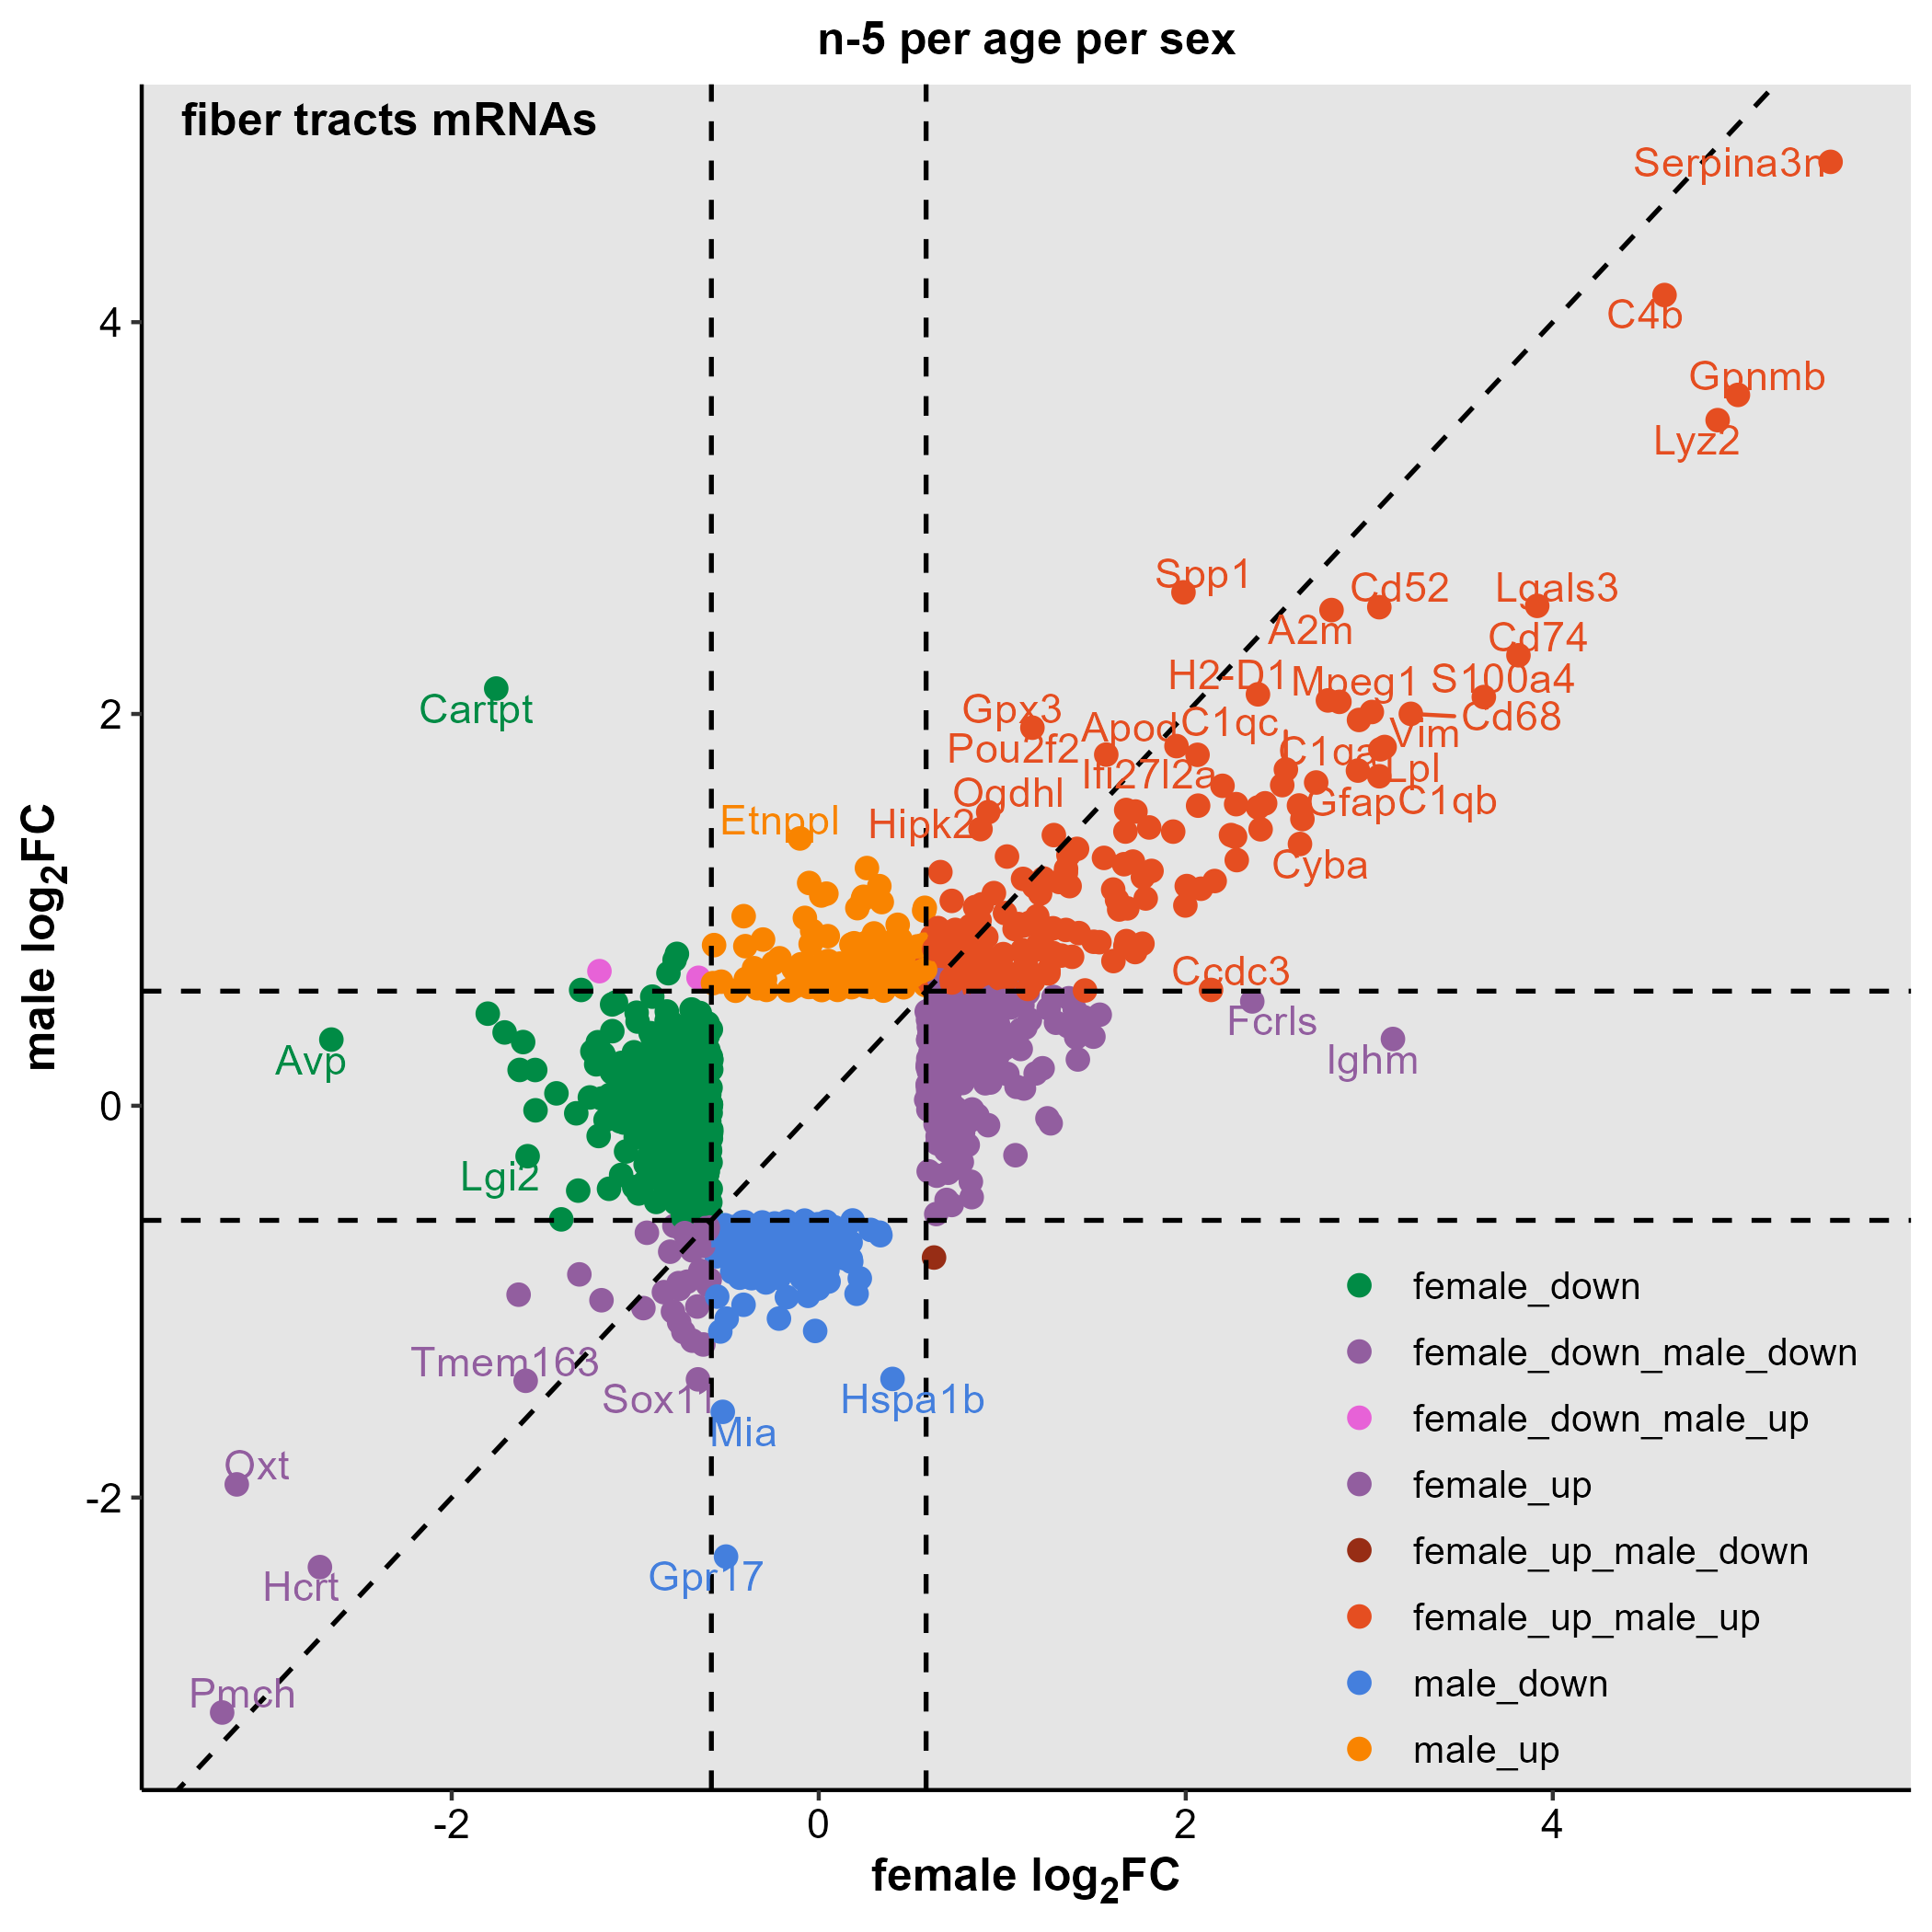 n-5 per age per sex
fiber tracts mRNAs
Serpina3n
C4b
Gpnmb
Lyz2
Spp1
Cd52
Lgals3
A2m
Cd74
H2-D1
Mpeg1
S100a4
Cartpt
Gpx3
Apod
C1qc
Cd68
Vim
Pou2f2
C1qa
Ifi27l2a
Lpl
Ogdhl
Gfap
C1qb
Etnppl
Hipk2
Cyba
Ccdc3
Fcrls
Avp
Ighm
Lgi2
Tmem163
Sox11
Hspa1b
Mia
Oxt
Gpr17
Hcrt
Pmch
female_down
female_down_male_down
female_down_male_up
female_up
female_up_male_down
female_up_male_up
male_down
male_up
4
2
0
-2
male log2FC
-2 0 2 4
female log2FC